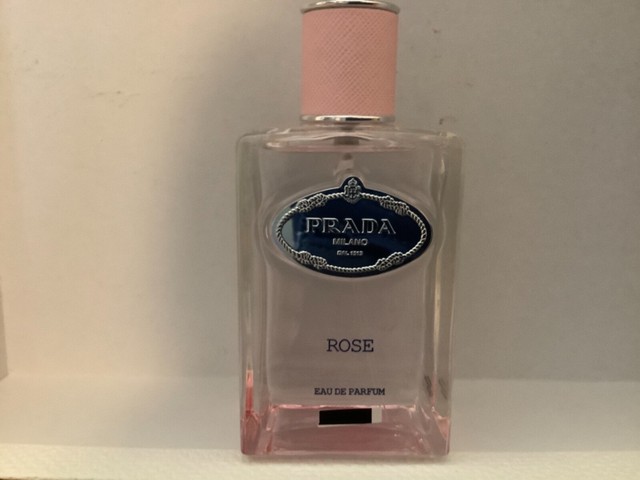 PRADA
MILANO
DAL 1913
ROSE
EAU DE PARFUM